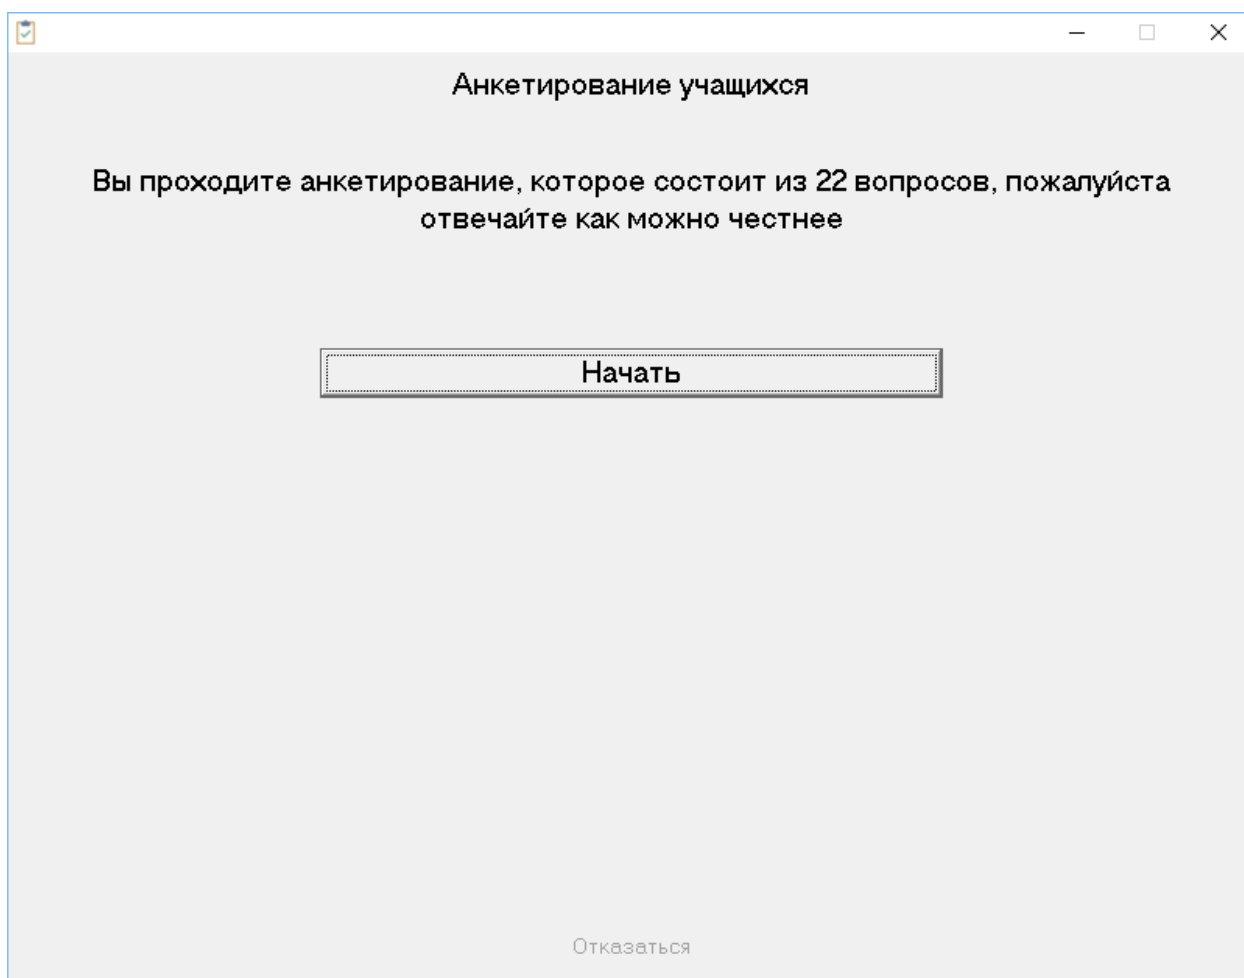 Анкетирование учащихся
Вы проходите анкетирование, которое состоит из 22 вопросов, пожалуйста
отвечайте как можно честнее
Начать
Отказаться